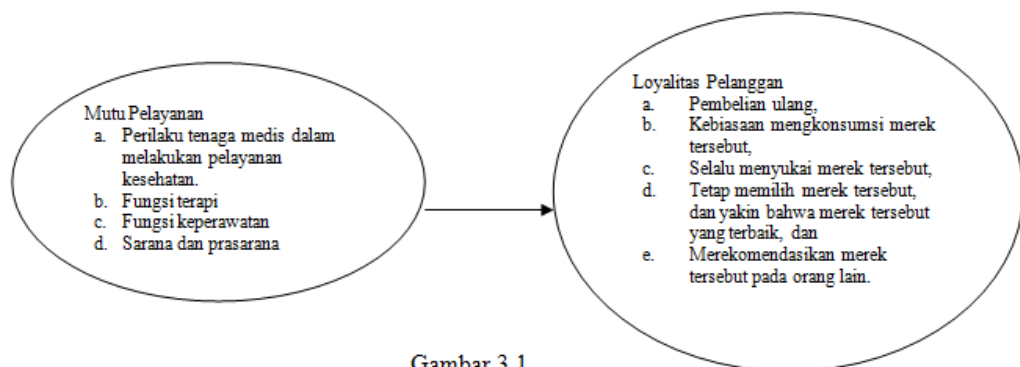 Mutu Pelayanan
a. Perilaku tenaga medis dalam
melakukan pelayanan
kesehatan.
b. Fungsi terapi
c. Fungsi keperawatan
d. Sarana dan prasarana
Loyalitas Pelanggan
a. Pembelian ulang,
b. Kebiasaan mengkonsumsi merek
tersebut,
c. Selalu menyukai merek tersebut,
d. Tetap memilih merek tersebut,
dan yakin bahwa merek tersebut
yang terbaik, dan
e. Merekomendasikan merek
tersebut pada orang lain.
Gambar 3.1